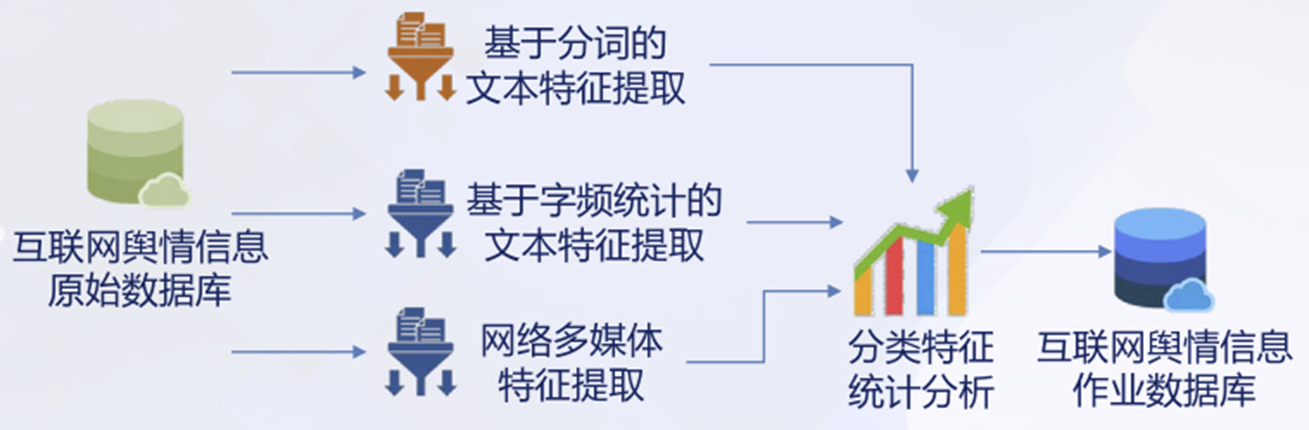 互联网舆情信息
原始数据库
基于分词的
文本特征提取
基于字频统计的
文本特征提取
网络多媒体
特征提取
分类特征
统计分析
互联网舆情信息
作业数据库